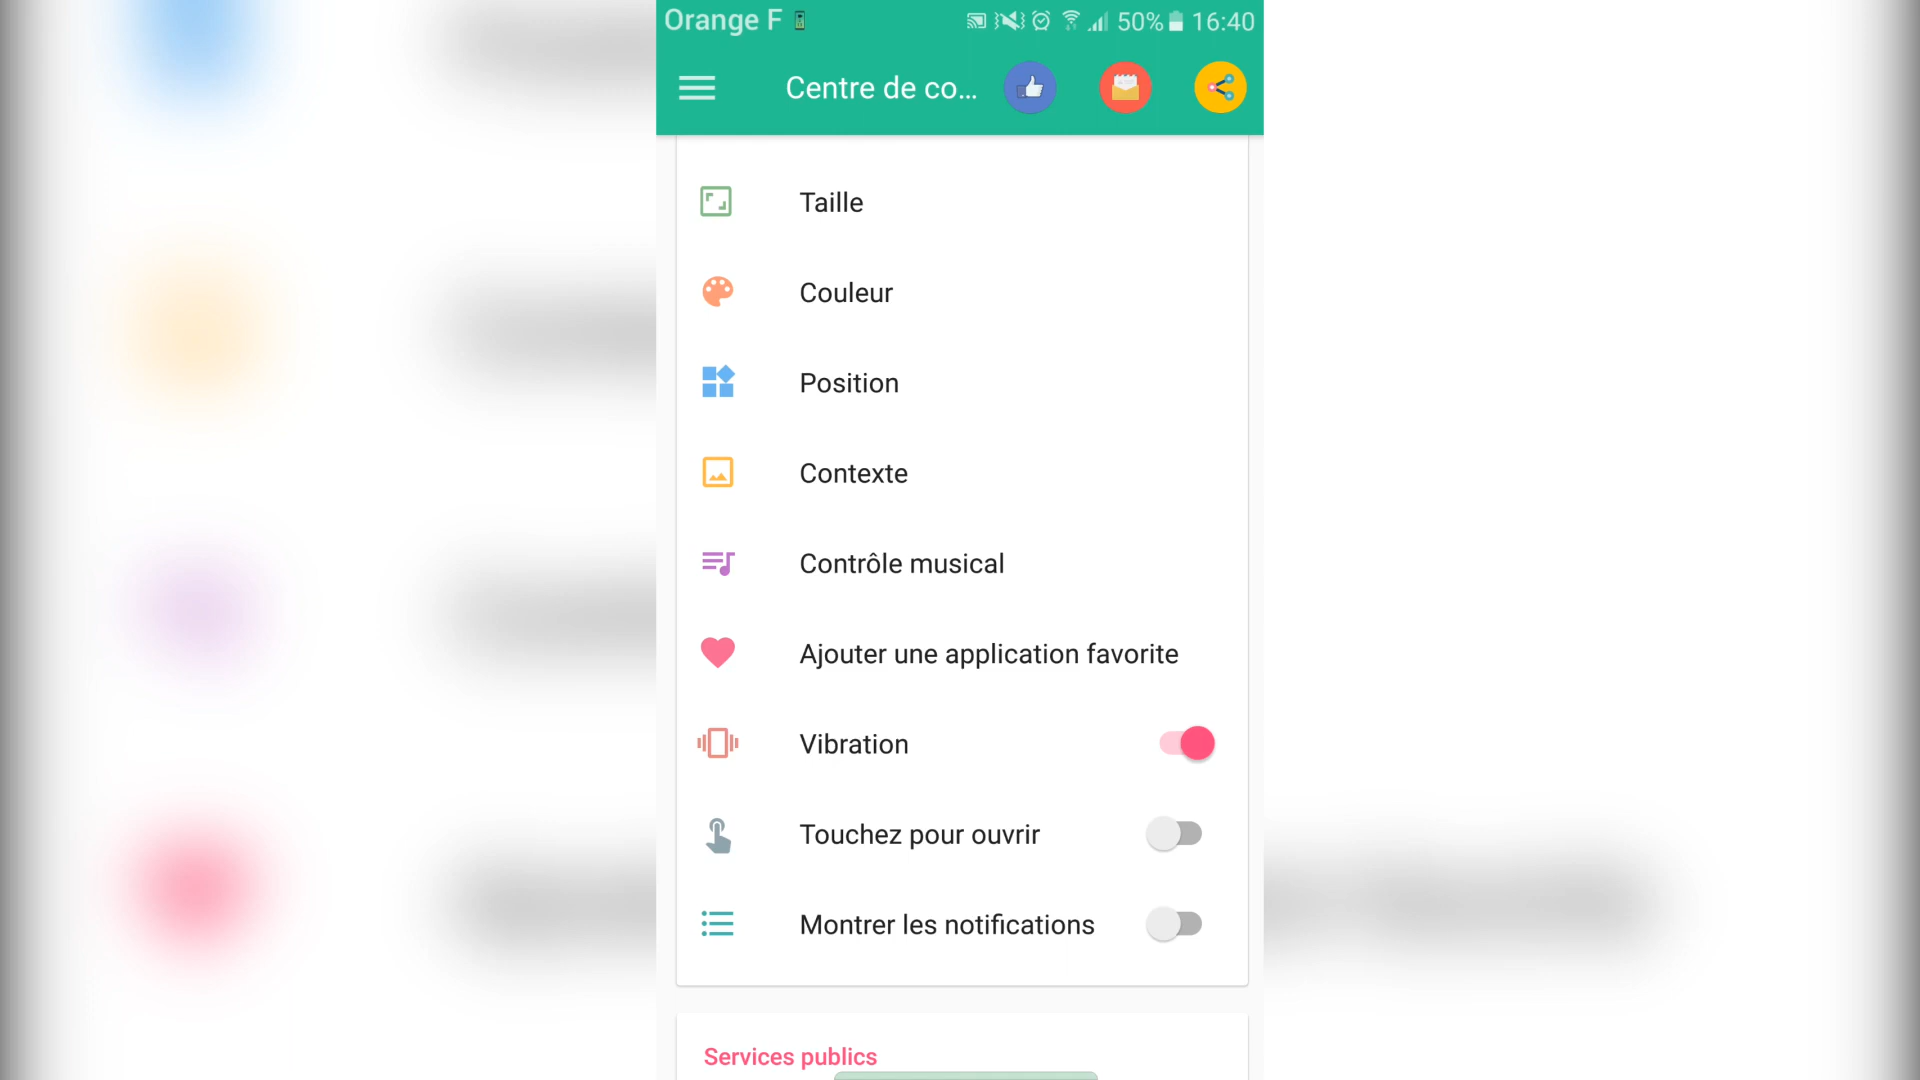 Orange F 50% 16:40
Centre de co...
Taille
Couleur
Position
Contexte
Contrôle musical
Ajouter une application favorite
Vibration
Touchez pour ouvrir
Montrer les notifications
Services publics